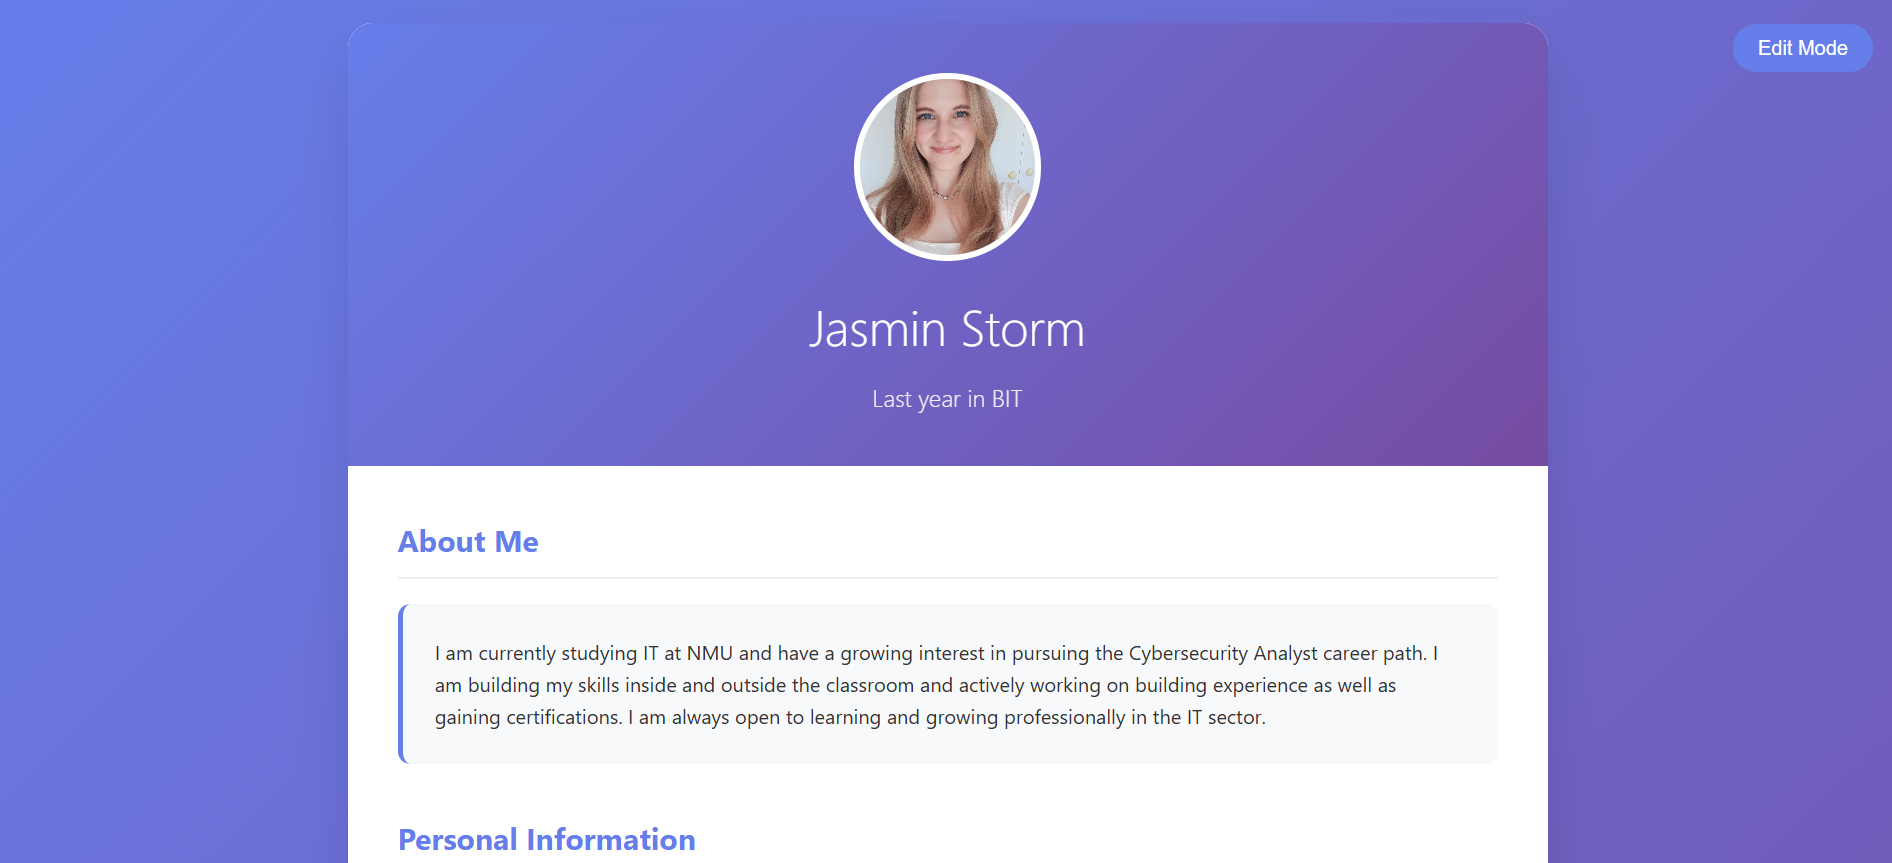 Edit Mode
Jasmin Storm
Last year in BIT
About Me
I am currently studying IT at NMU and have a growing interest in pursuing the Cybersecurity Analyst career path. I
am building my skills inside and outside the classroom and actively working on building experience as well as
gaining certifications. I am always open to learning and growing professionally in the IT sector.
Personal Information